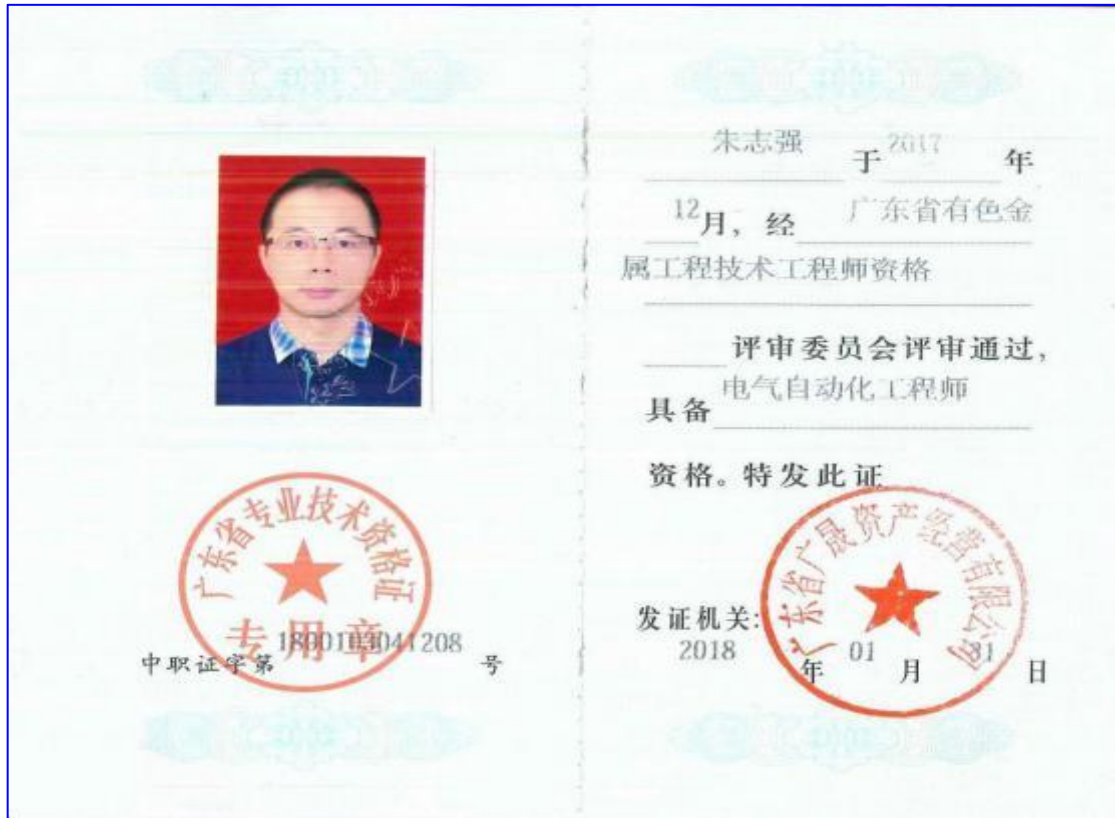 广东省专业技术资格证
专用章
中职证字第 1800103041208 号
朱志强 于 2017 年
12 月，经 广东省有色金
属工程技术工程师资格
评审委员会评审通过，
具备 电气自动化工程师
资格。特发此证
广东省广晟资产经营有限公司
发证机关:
2018 年 01 月 31 日